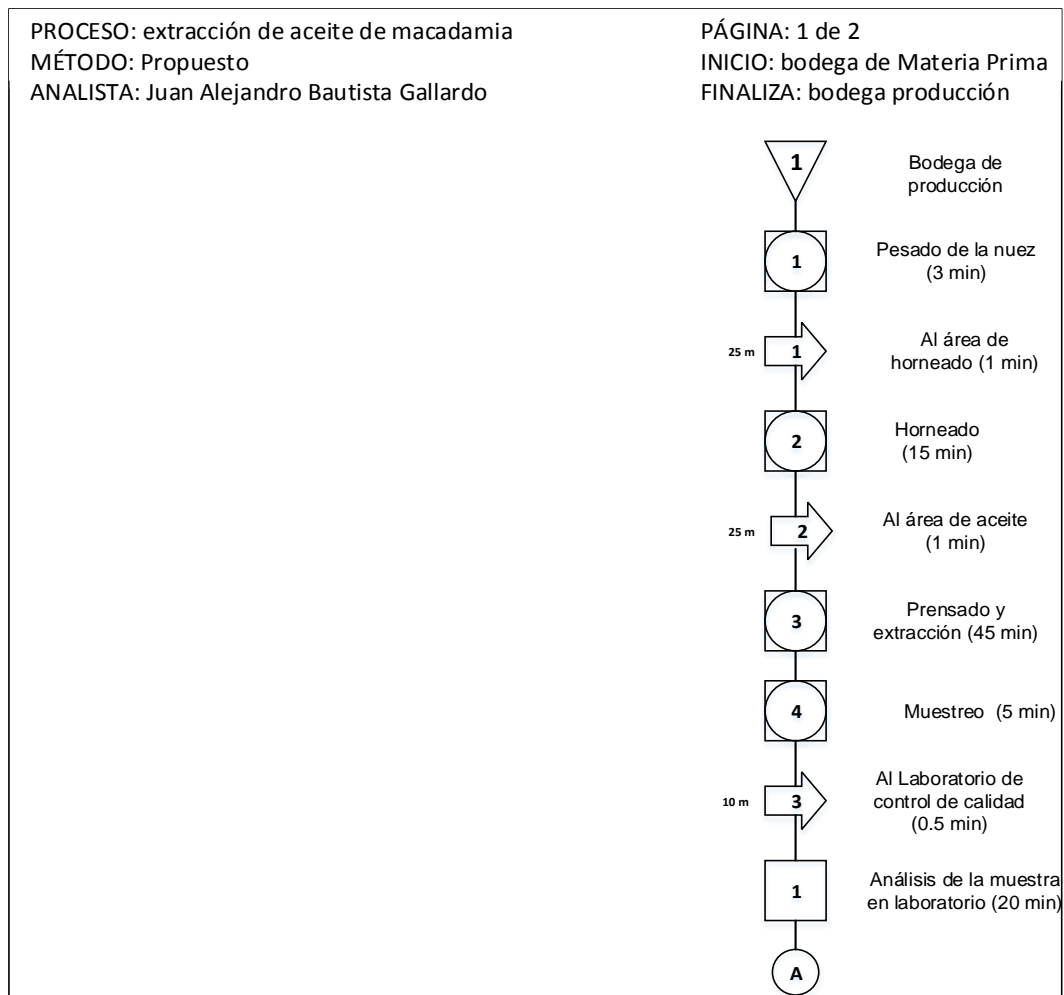 PROCESO: extracción de aceite de macadamia
MÉTODO: Propuesto
ANALISTA: Juan Alejandro Bautista Gallardo
PÁGINA: 1 de 2
INICIO: bodega de Materia Prima
FINALIZA: bodega producción
1
Bodega de
producción
1
Pesado de la nuez
(3 min)
25 m
1
Al área de
horneado (1 min)
2
Horneado
(15 min)
25 m
2
Al área de aceite
(1 min)
3
Prensado y
extracción (45 min)
4
Muestreo (5 min)
10 m
3
Al Laboratorio de
control de calidad
(0.5 min)
1
Análisis de la muestra
en laboratorio (20 min)
A